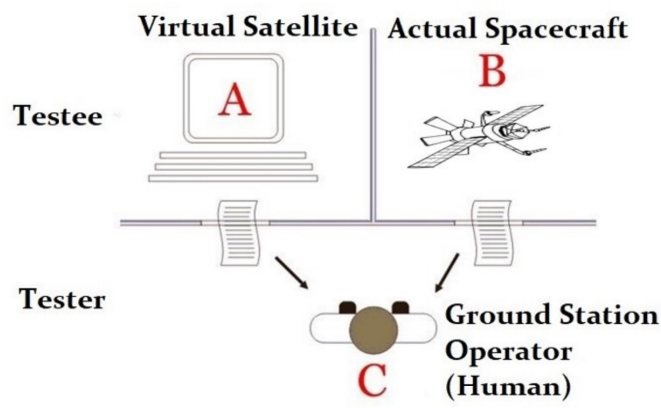 Virtual Satellite
Actual Spacecraft
A
B
Testee
Tester
Ground Station
Operator
(Human)
C